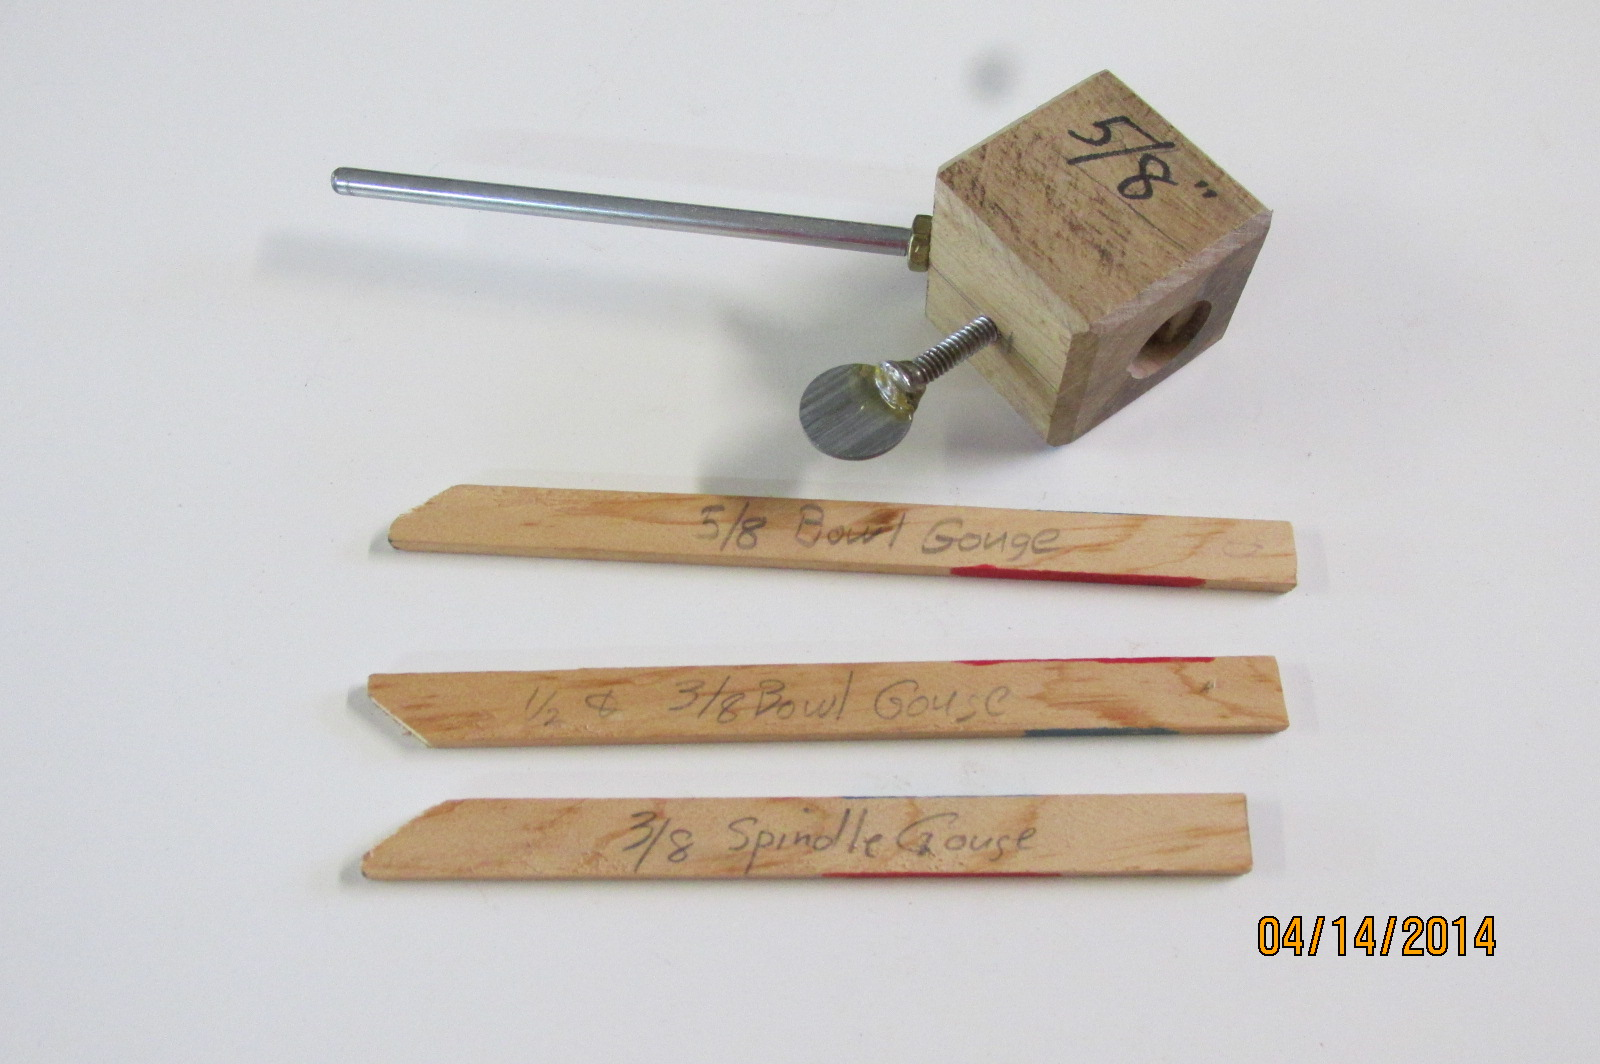 5/8"
5/8 Bowl Gouge
1/2 & 3/8 Bowl Gouge
3/8 Spindle Gouge
04/14/2014